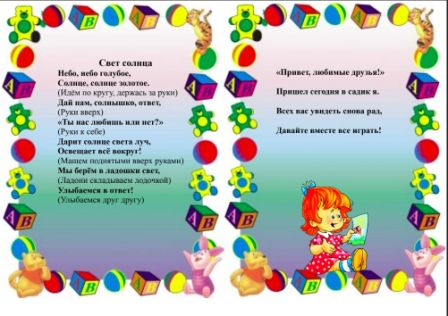 Свет солнца
Небо, небо голубое,
Солнце, солнце золотое.
(Идём по кругу, держась за руки)
Дай нам, солнышко, ответ,
(Руки вверх)
«Ты нас любишь или нет?»
(Руки к себе)
Дарит солнце света луч,
Освещает всё вокруг!
(Машем поднятыми вверх руками)
Мы берём в ладошки свет,
(Ладони складываем лодочкой)
Улыбаемся в ответ!
(Улыбаемся друг другу)
«Привет, любимые друзья!»
Пришел сегодня в садик я.
Всех вас увидеть снова рад,
Давайте вместе все играть!